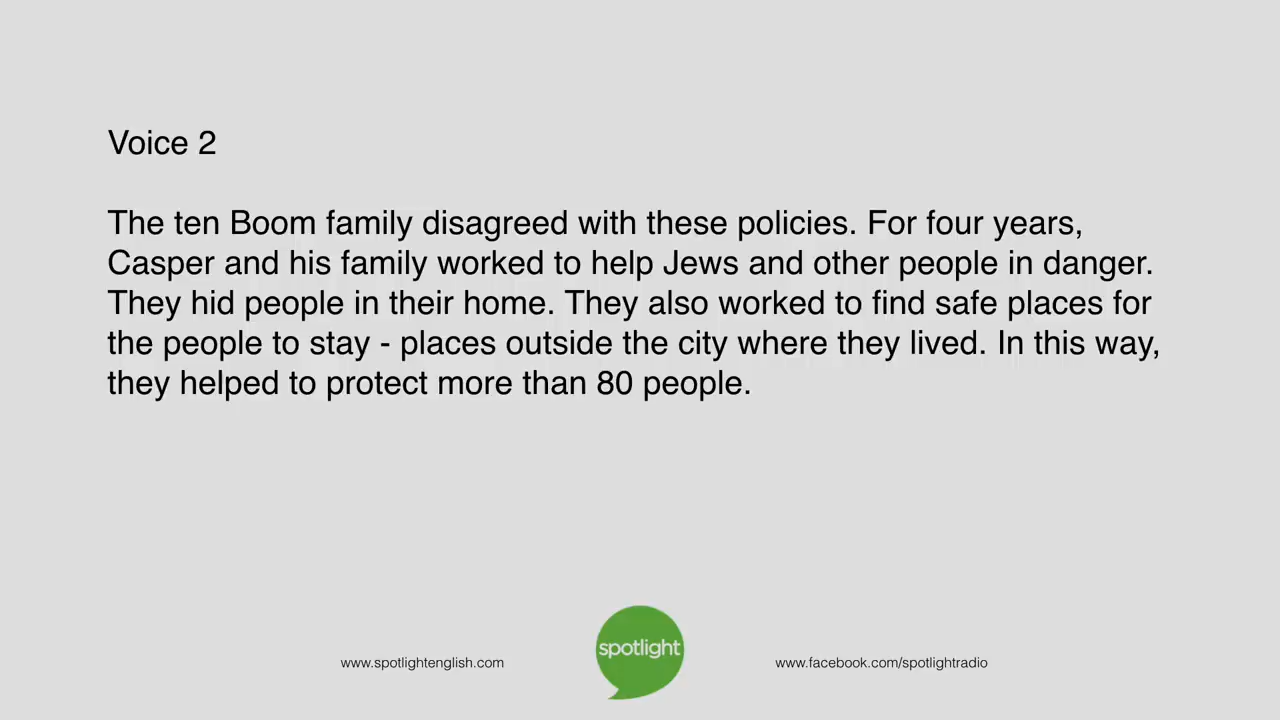 Voice 2
The ten Boom family disagreed with these policies. For four years,
Casper and his family worked to help Jews and other people in danger.
They hid people in their home. They also worked to find safe places for
the people to stay - places outside the city where they lived. In this way,
they helped to protect more than 80 people.
www.spotlightenglish.com
spotlight
www.facebook.com/spotlightradio